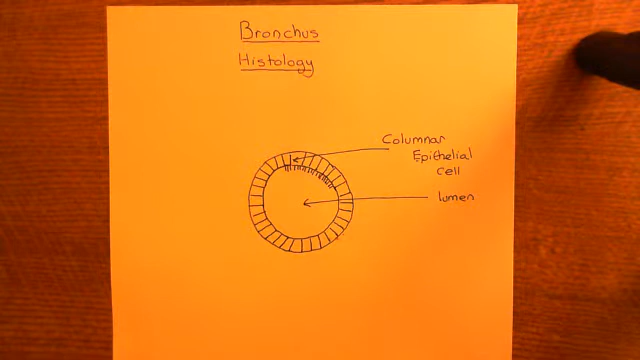 Bronchus
Histology
Columnar
Epithelial
Cell
lumen